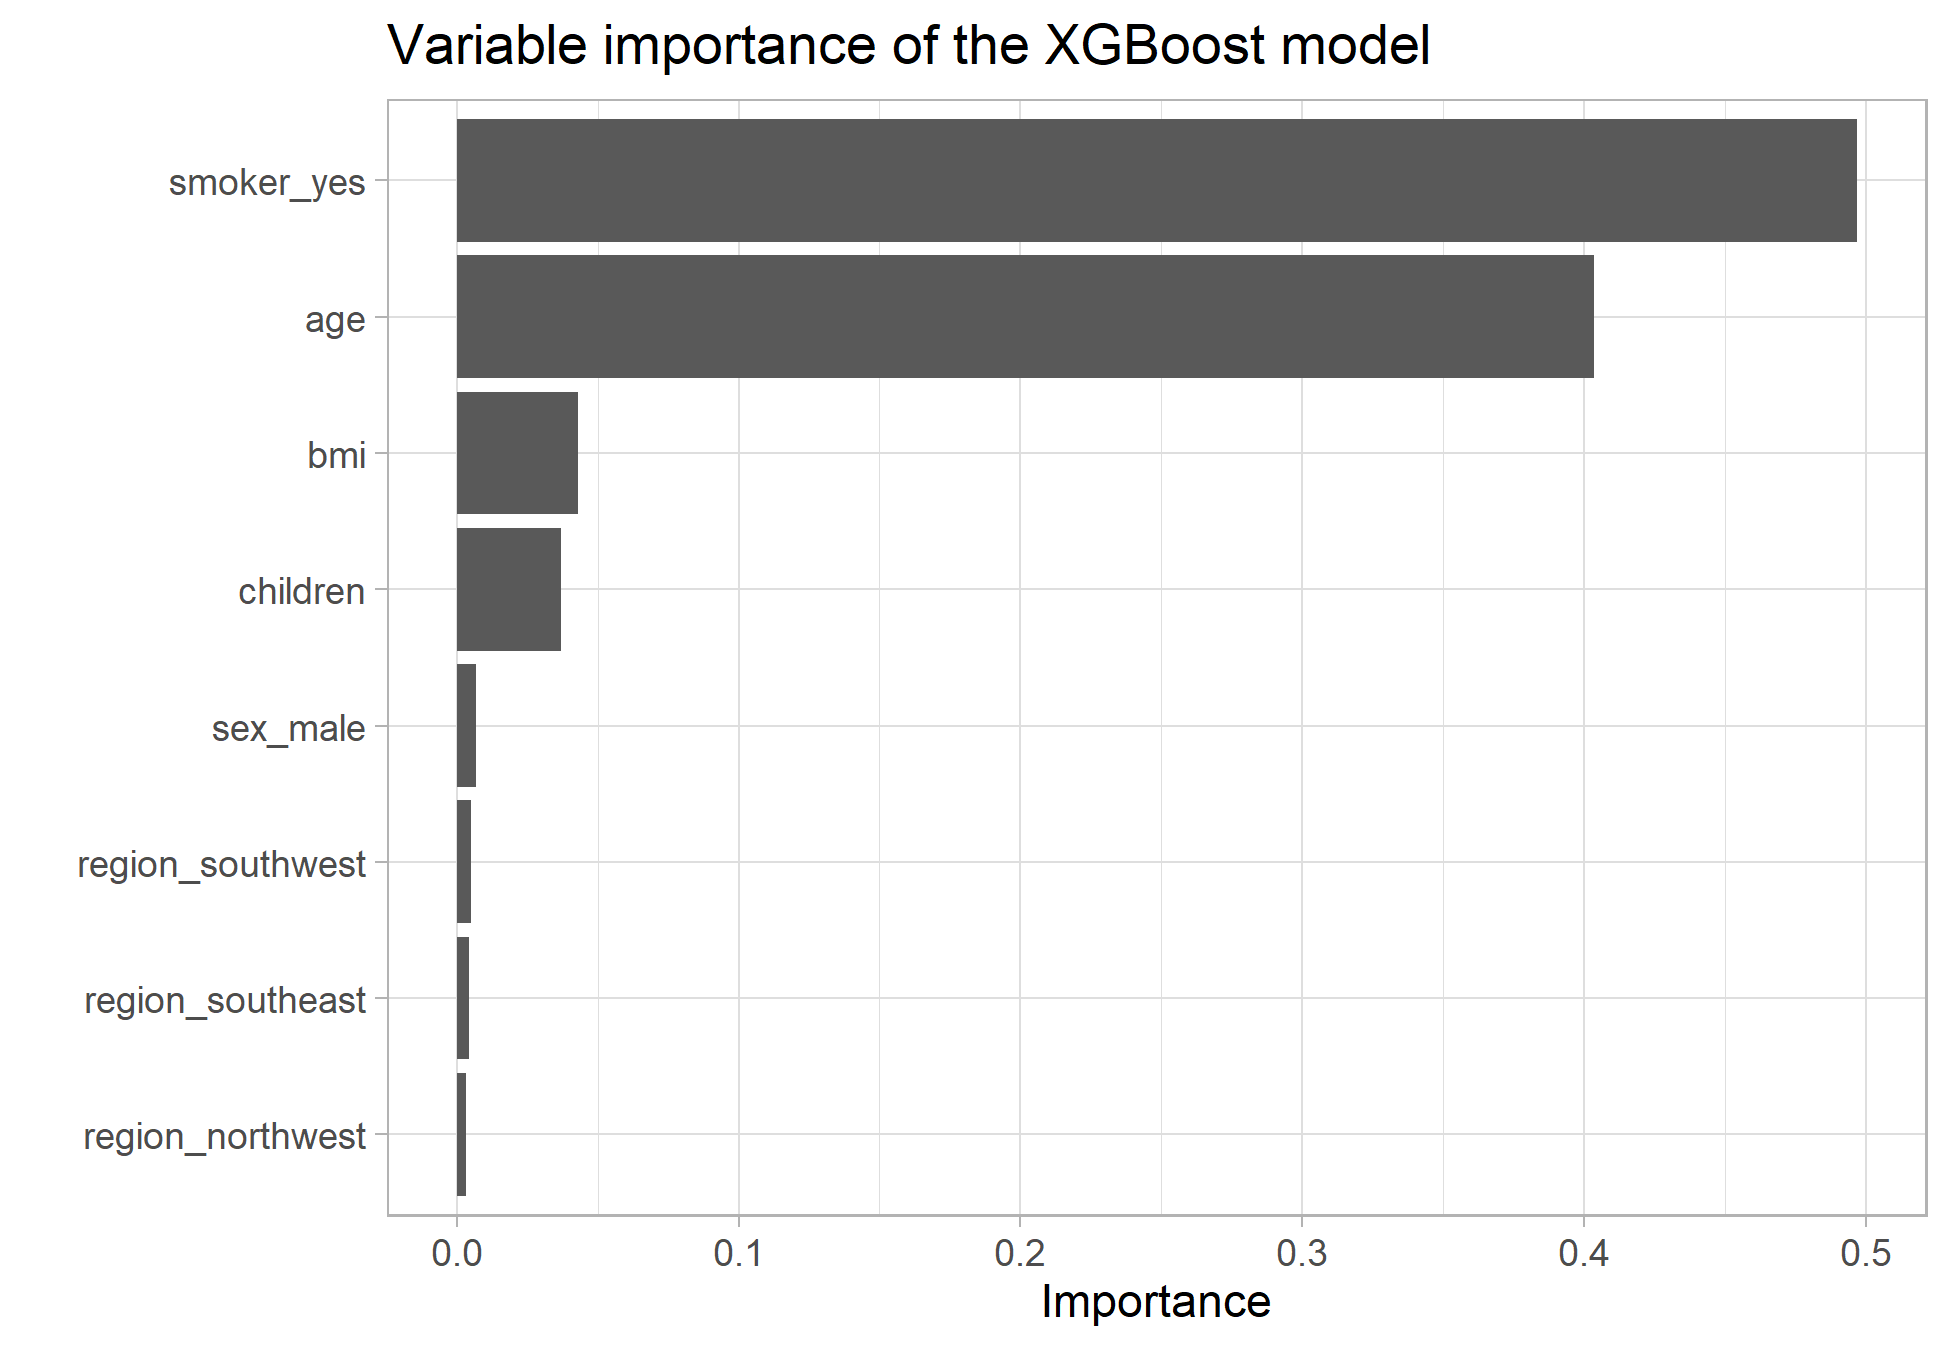 Variable importance of the XGBoost model
smoker_yes
age
bmi
children
sex_male
region_southwest
region_southeast
region_northwest
0.0 0.1 0.2 0.3 0.4 0.5
Importance